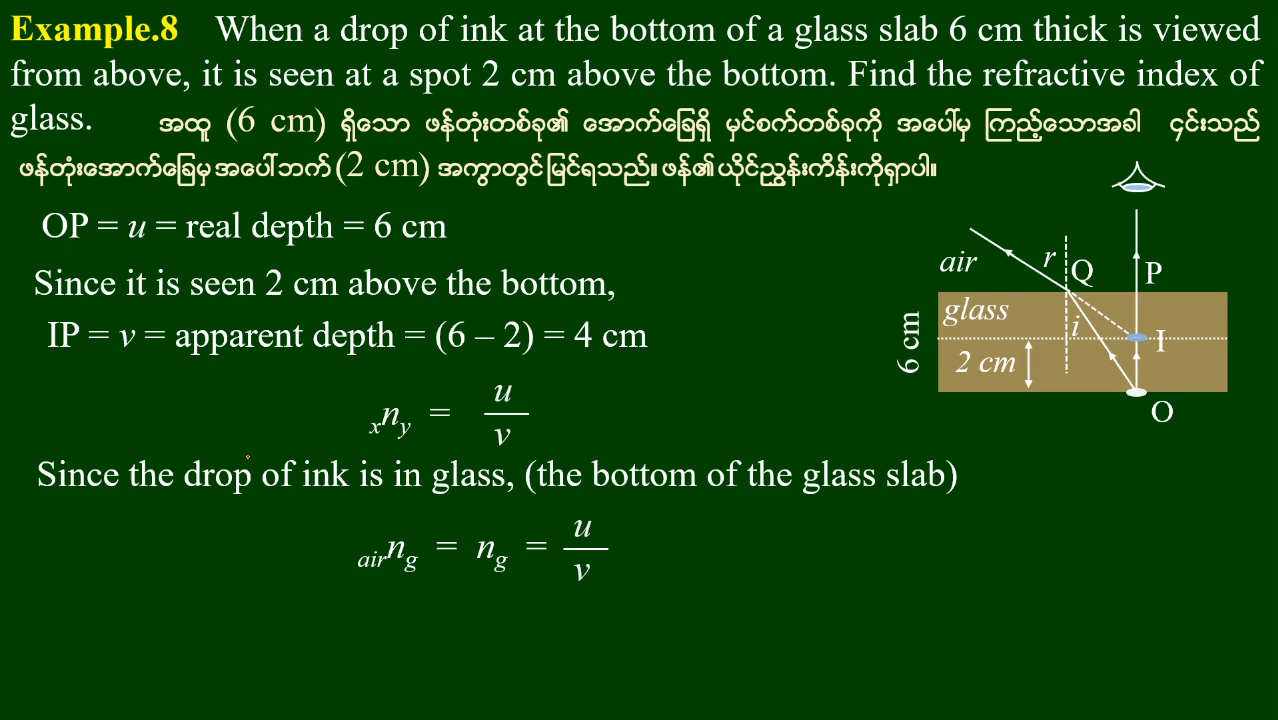 Example.8 When a drop of ink at the bottom of a glass slab 6 cm thick is viewed
from above, it is seen at a spot 2 cm above the bottom. Find the refractive index of
glass. အထူ (6 cm) ရှိသော ဖန်တုံးတစ်ခု၏ အောက်ခြေရှိ မှင်စက်တစ်ခုကို အပေါ်မှ ကြည့်သောအခါ ၎င်းသည်
ဖန်တုံးအောက်ခြေမှ အပေါ်ဘက် (2 cm) အကွာတွင် မြင်ရသည်။ ဖန်၏ ယိုင်ညွှန်းကိန်းကိုရှာပါ။
OP = u = real depth = 6 cm
Since it is seen 2 cm above the bottom,
IP = v = apparent depth = (6 – 2) = 4 cm
air
r
Q
P
glass
i
I
6 cm
2 cm
O
ₓnᵧ = u/v
Since the drop of ink is in glass, (the bottom of the glass slab)
air n g = n g = u/v